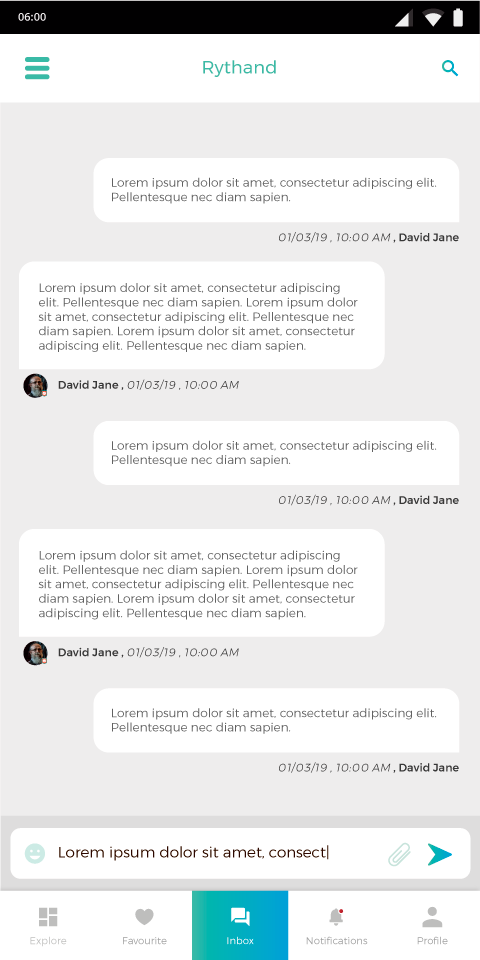 06:00
Rythand
Lorem ipsum dolor sit amet, consectetur adipiscing elit.
Pellentesque nec diam sapien.
01/03/19 , 10:00 AM , David Jane
Lorem ipsum dolor sit amet, consectetur adipiscing
elit. Pellentesque nec diam sapien. Lorem ipsum dolor
sit amet, consectetur adipiscing elit. Pellentesque nec
diam sapien. Lorem ipsum dolor sit amet, consectetur
adipiscing elit. Pellentesque nec diam sapien.
David Jane , 01/03/19 , 10:00 AM
Lorem ipsum dolor sit amet, consectetur adipiscing elit.
Pellentesque nec diam sapien.
01/03/19 , 10:00 AM , David Jane
Lorem ipsum dolor sit amet, consectetur adipiscing
elit. Pellentesque nec diam sapien. Lorem ipsum dolor
sit amet, consectetur adipiscing elit. Pellentesque nec
diam sapien. Lorem ipsum dolor sit amet, consectetur
adipiscing elit. Pellentesque nec diam sapien.
David Jane , 01/03/19 , 10:00 AM
Lorem ipsum dolor sit amet, consectetur adipiscing elit.
Pellentesque nec diam sapien.
01/03/19 , 10:00 AM , David Jane
Lorem ipsum dolor sit amet, consect
Explore Favourite Inbox Notifications Profile